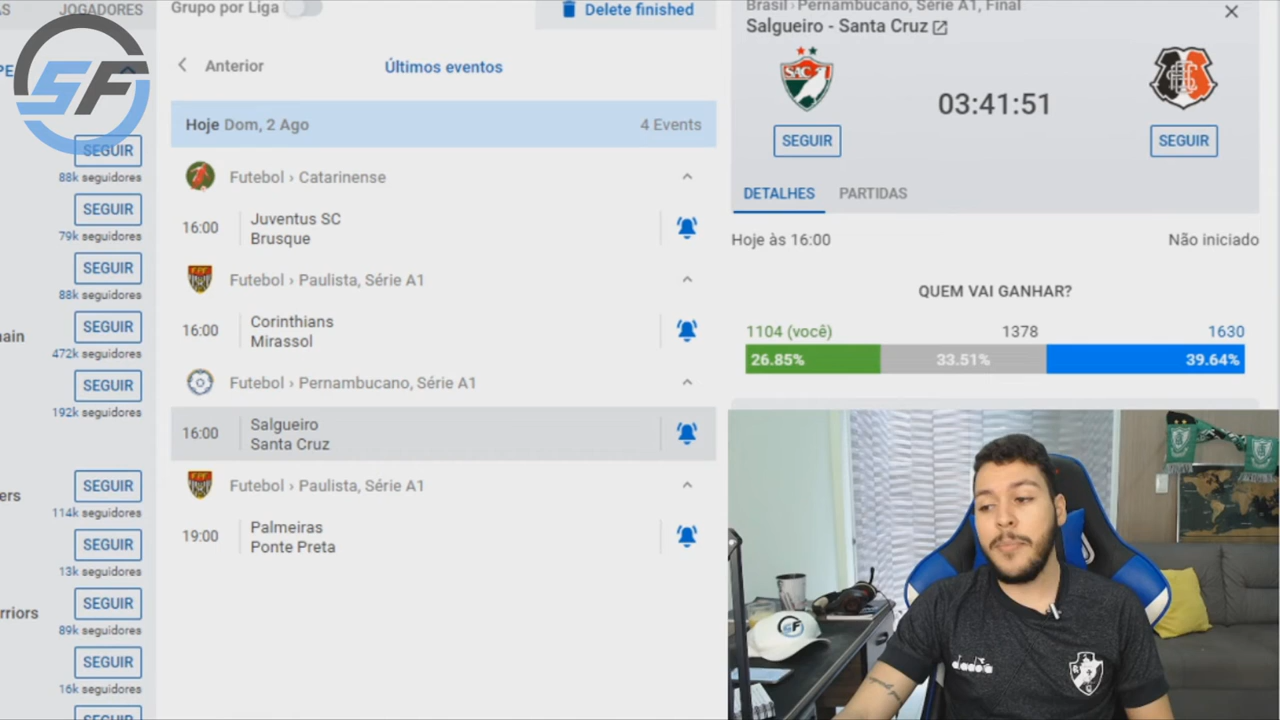 JOGADORES
SF
SEGUIR
88k seguidores
SEGUIR
79k seguidores
SEGUIR
88k seguidores
ain
SEGUIR
472k seguidores
SEGUIR
192k seguidores
ers
SEGUIR
114k seguidores
SEGUIR
13k seguidores
rriors
SEGUIR
89k seguidores
SEGUIR
16k seguidores
SEGUIR
Grupo por Liga
Delete finished
Anterior
Últimos eventos
Hoje Dom, 2 Ago
4 Events
Futebol › Catarinense
16:00
Juventus SC
Brusque
Futebol › Paulista, Série A1
16:00
Corinthians
Mirassol
Futebol › Pernambucano, Série A1
16:00
Salgueiro
Santa Cruz
Futebol › Paulista, Série A1
19:00
Palmeiras
Ponte Preta
Brasil › Pernambucano, Série A1, Final
Salgueiro - Santa Cruz
SAC
03:41:51
SEGUIR
SEGUIR
DETALHES
PARTIDAS
Hoje às 16:00
Não iniciado
QUEM VAI GANHAR?
1104 (você)
1378
1630
26.85%
33.51%
39.64%
SF
diadora